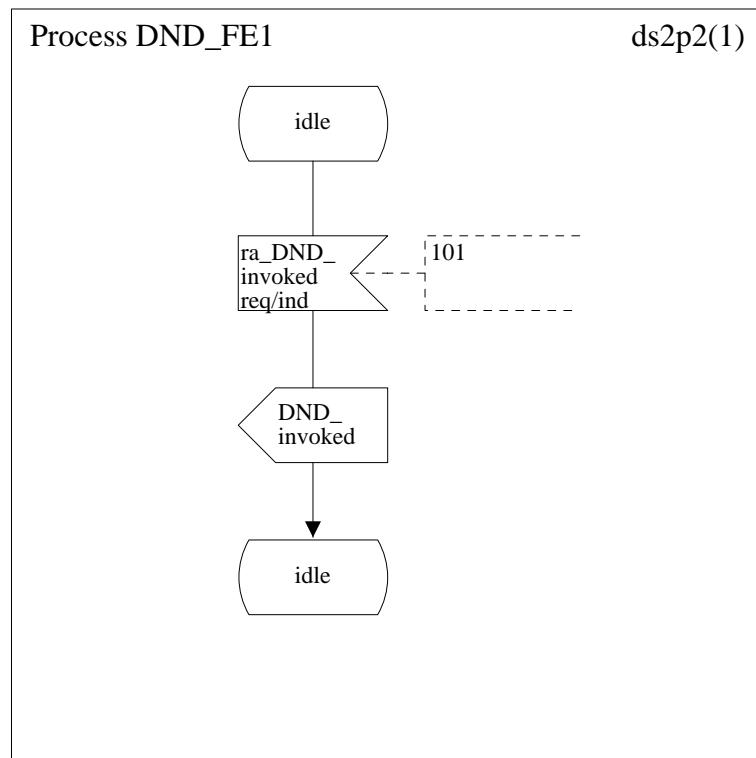 Process DND_FE1 ds2p2(1)
idle
ra_DND_
invoked
req/ind
101
DND_
invoked
idle